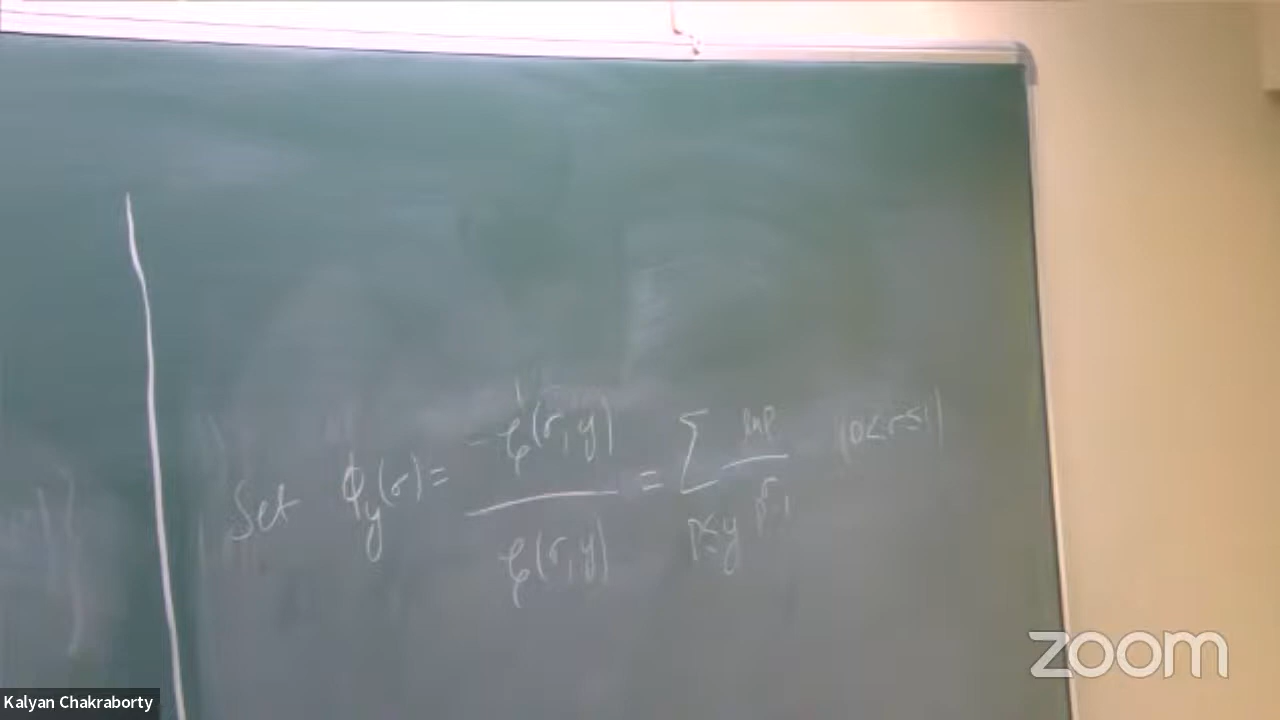 Set φ_y(σ) = -ζ'(σ,y) / ζ(σ,y) = Σ_{p≤y} ln p / (p^σ - 1) (0<σ≤1)
zoom
Kalyan Chakraborty